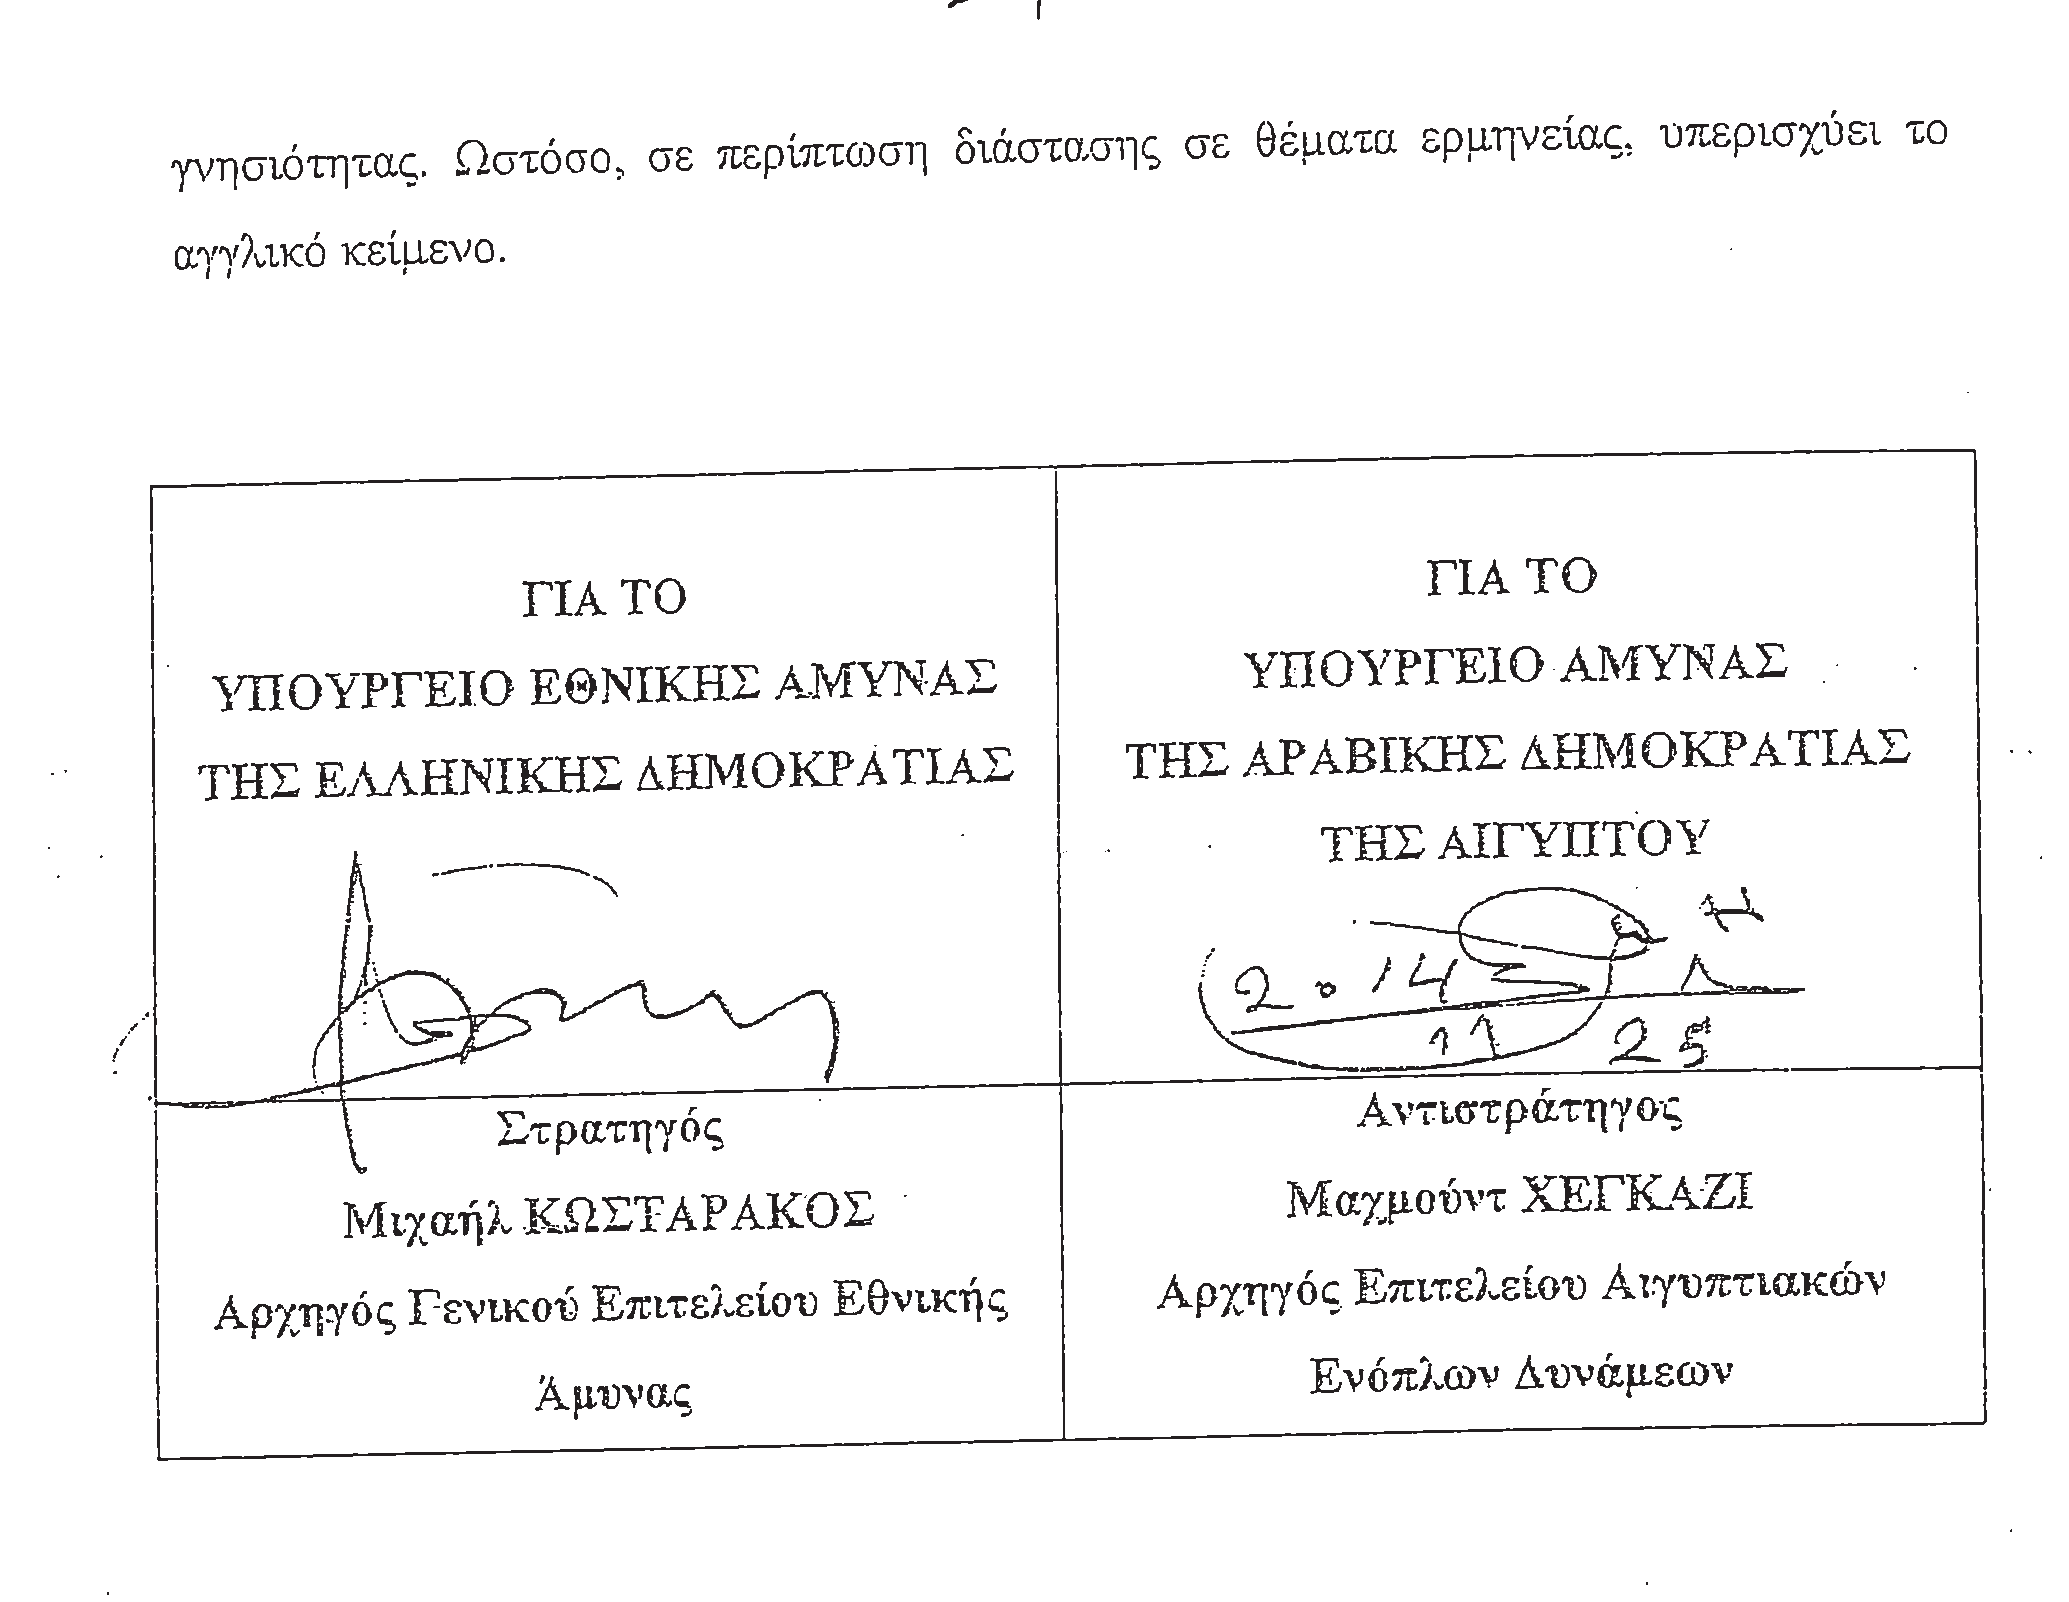 γνησιότητας. Ωστόσο, σε περίπτωση διάστασης σε θέματα ερμηνείας, υπερισχύει το
αγγλικό κείμενο.
ΓΙΑ ΤΟ
ΥΠΟΥΡΓΕΙΟ ΕΘΝΙΚΗΣ ΑΜΥΝΑΣ
ΤΗΣ ΕΛΛΗΝΙΚΗΣ ΔΗΜΟΚΡΑΤΙΑΣ
Στρατηγός
Μιχαήλ ΚΩΣΤΑΡΑΚΟΣ
Αρχηγός Γενικού Επιτελείου Εθνικής
Άμυνας
ΓΙΑ ΤΟ
ΥΠΟΥΡΓΕΙΟ ΑΜΥΝΑΣ
ΤΗΣ ΑΡΑΒΙΚΗΣ ΔΗΜΟΚΡΑΤΙΑΣ
ΤΗΣ ΑΙΓΥΠΤΟΥ
2014
11 25
Αντιστράτηγος
Μαχμούντ ΧΕΓΚΑΖΙ
Αρχηγός Επιτελείου Αιγυπτιακών
Ενόπλων Δυνάμεων